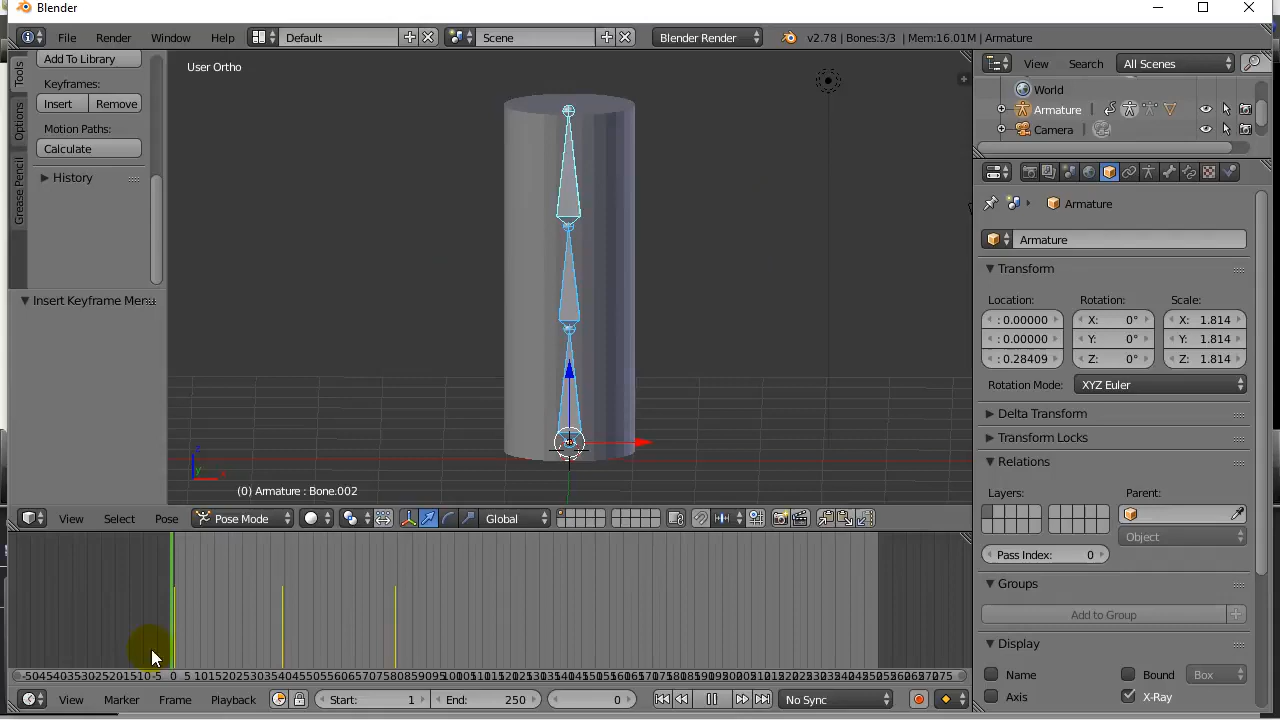 Blender
File Render Window Help Default Scene Blender Render v2.78 | Bones:3/3 | Mem:16.01M | Armature
Add To Library
Keyframes:
Insert Remove
Motion Paths:
Calculate
History
Insert Keyframe Menu
Tools
Options
Grease Pencil
User Ortho
(0) Armature : Bone.002
View Select Pose Pose Mode Global
View Search All Scenes
World
Armature
Camera
Armature
Armature
Transform
Location: Rotation: Scale:
: 0.00000 X: 0° X: 1.814
: 0.00000 Y: 0° Y: 1.814
: 0.28409 Z: 0° Z: 1.814
Rotation Mode: XYZ Euler
Delta Transform
Transform Locks
Relations
Layers: Parent:
Object
Pass Index: 0
Groups
Add to Group
Display
Name Bound Box
Axis X-Ray
View Marker Frame Playback Start: 1 End: 250 0 No Sync